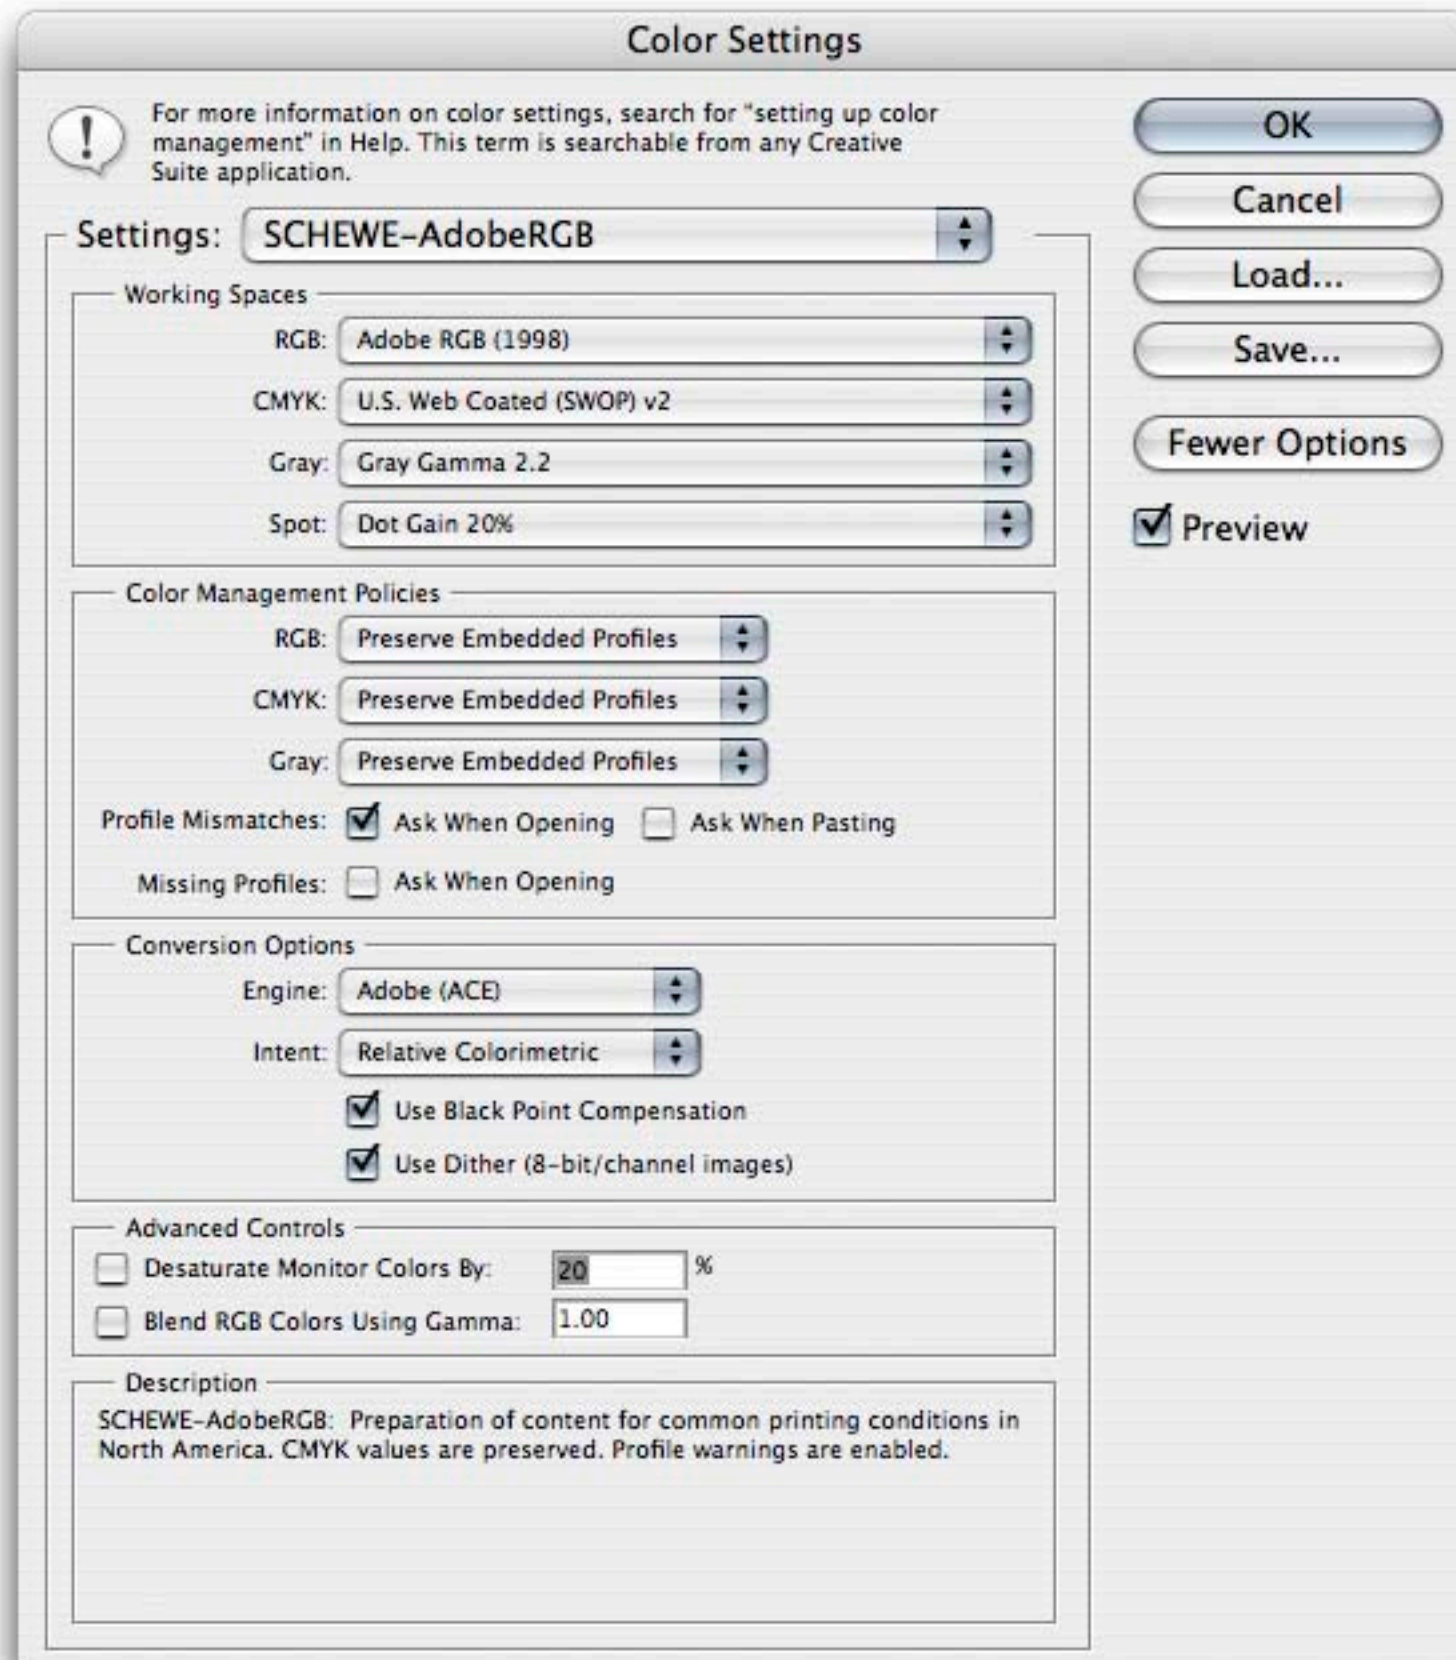 Color Settings
For more information on color settings, search for "setting up color
management" in Help. This term is searchable from any Creative
Suite application.
OK
Cancel
Load...
Save...
Fewer Options
Preview
Settings: SCHEWE-AdobeRGB
Working Spaces
RGB: Adobe RGB (1998)
CMYK: U.S. Web Coated (SWOP) v2
Gray: Gray Gamma 2.2
Spot: Dot Gain 20%
Color Management Policies
RGB: Preserve Embedded Profiles
CMYK: Preserve Embedded Profiles
Gray: Preserve Embedded Profiles
Profile Mismatches: Ask When Opening Ask When Pasting
Missing Profiles: Ask When Opening
Conversion Options
Engine: Adobe (ACE)
Intent: Relative Colorimetric
Use Black Point Compensation
Use Dither (8-bit/channel images)
Advanced Controls
Desaturate Monitor Colors By: 20 %
Blend RGB Colors Using Gamma: 1.00
Description
SCHEWE-AdobeRGB: Preparation of content for common printing conditions in
North America. CMYK values are preserved. Profile warnings are enabled.